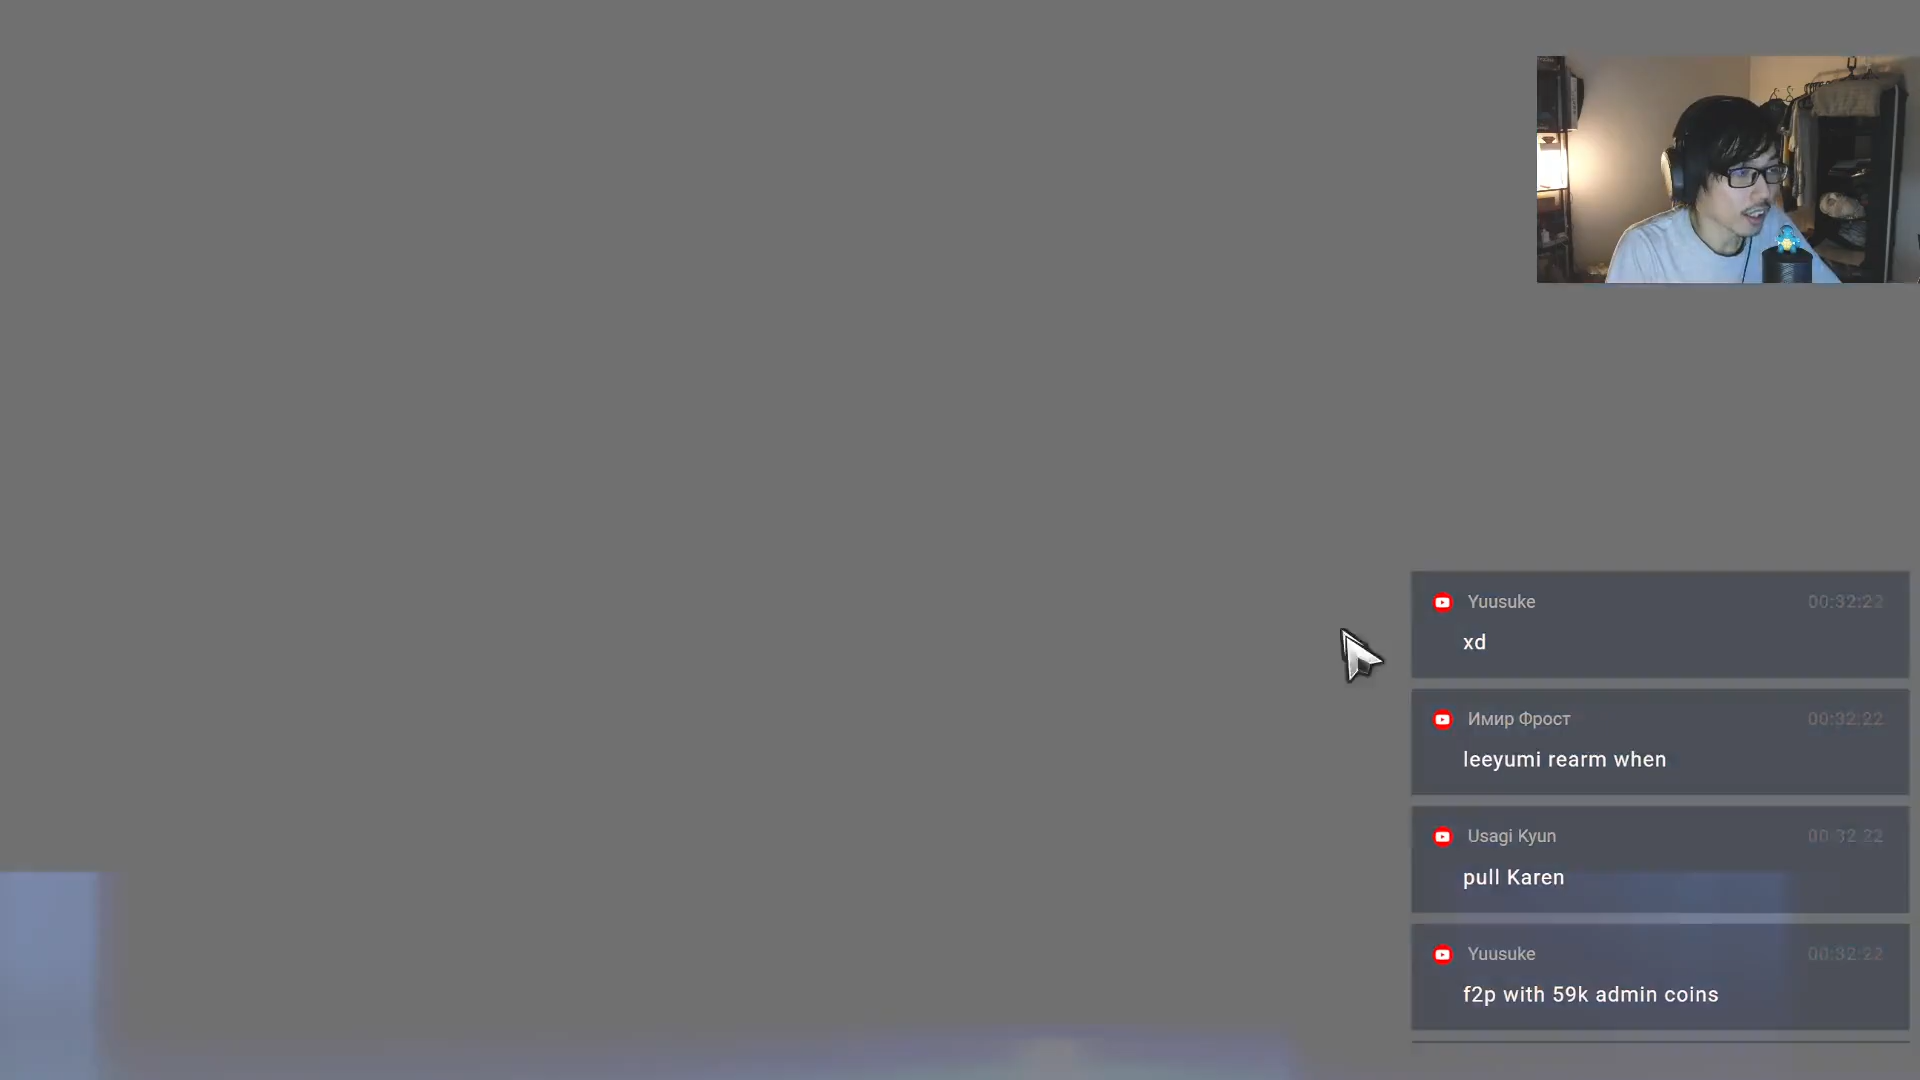 Yuusuke 00:32:22
xd
Имир Фрост 00:32:22
leeyumi rearm when
Usagi Kyun 00:32:22
pull Karen
Yuusuke 00:32:22
f2p with 59k admin coins